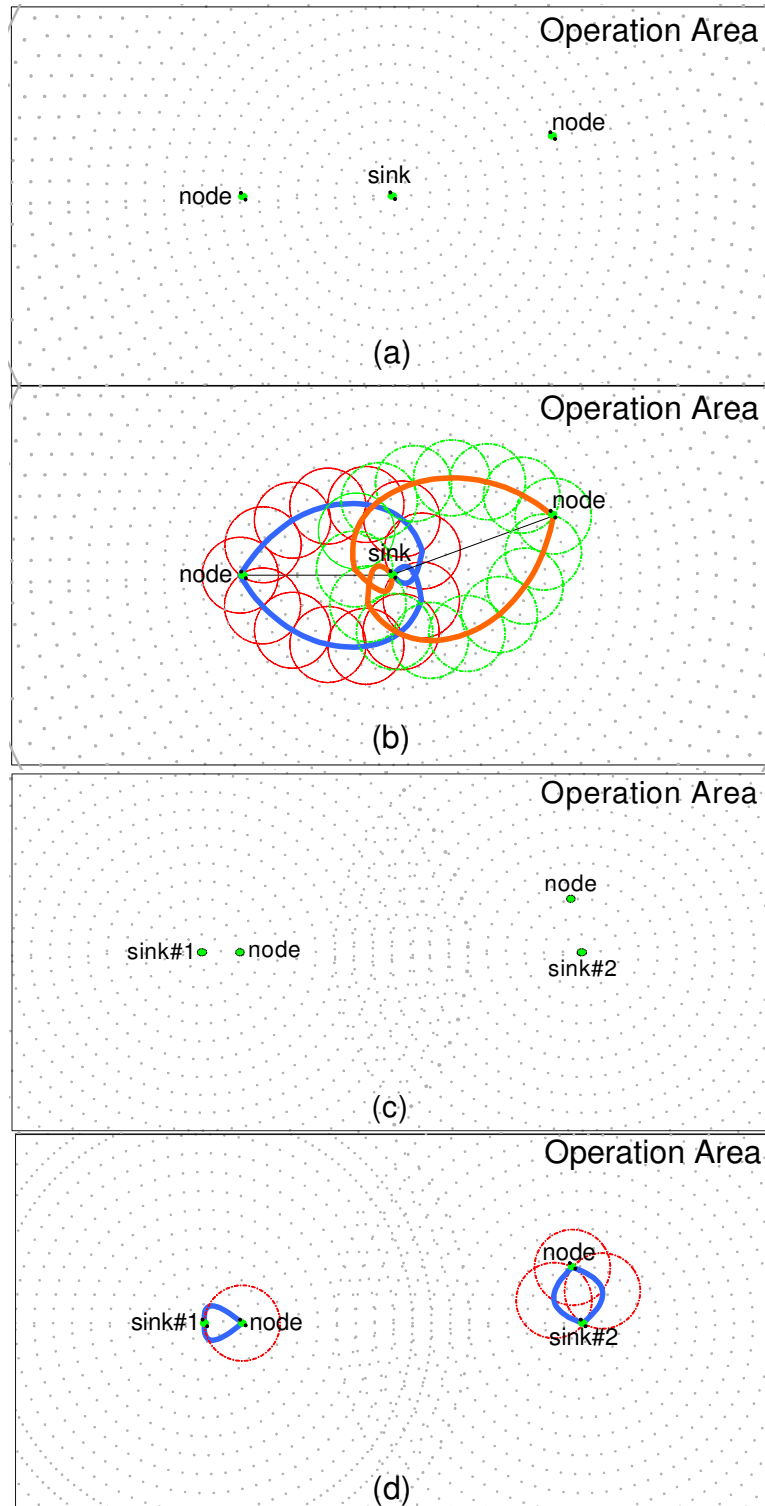 Operation Area
node
sink
node
(a)
Operation Area
node
sink
node
(b)
Operation Area
node
sink#1
node
sink#2
(c)
Operation Area
node
sink#1
node
sink#2
(d)